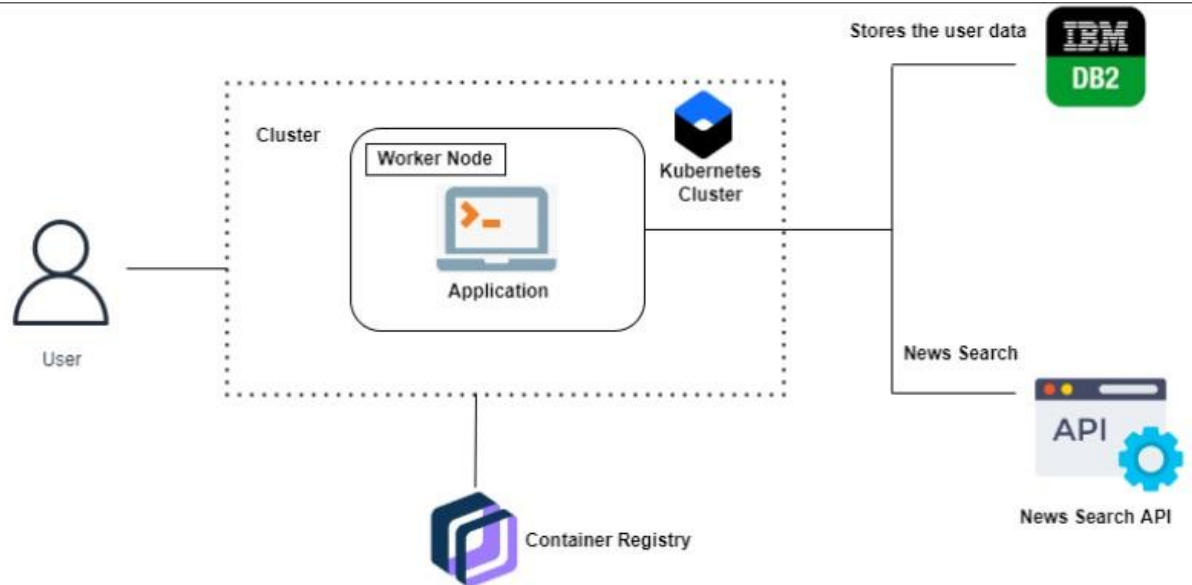 Stores the user data
IBM
DB2
Cluster
Worker Node
Kubernetes
Cluster
Application
User
News Search
API
News Search API
Container Registry